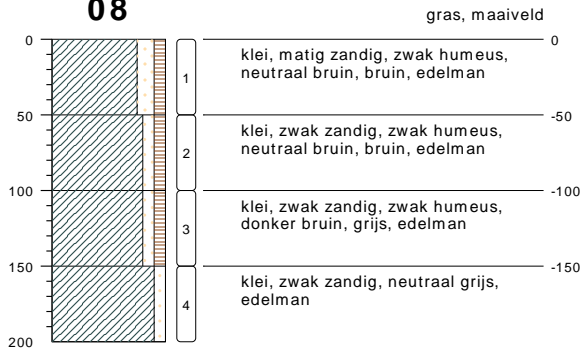 08
gras, maaiveld
0
0
klei, matig zandig, zwak humeus,
neutraal bruin, bruin, edelman
1
50
-50
klei, zwak zandig, zwak humeus,
neutraal bruin, bruin, edelman
2
100
-100
klei, zwak zandig, zwak humeus,
donker bruin, grijs, edelman
3
150
-150
klei, zwak zandig, neutraal grijs,
edelman
4
200